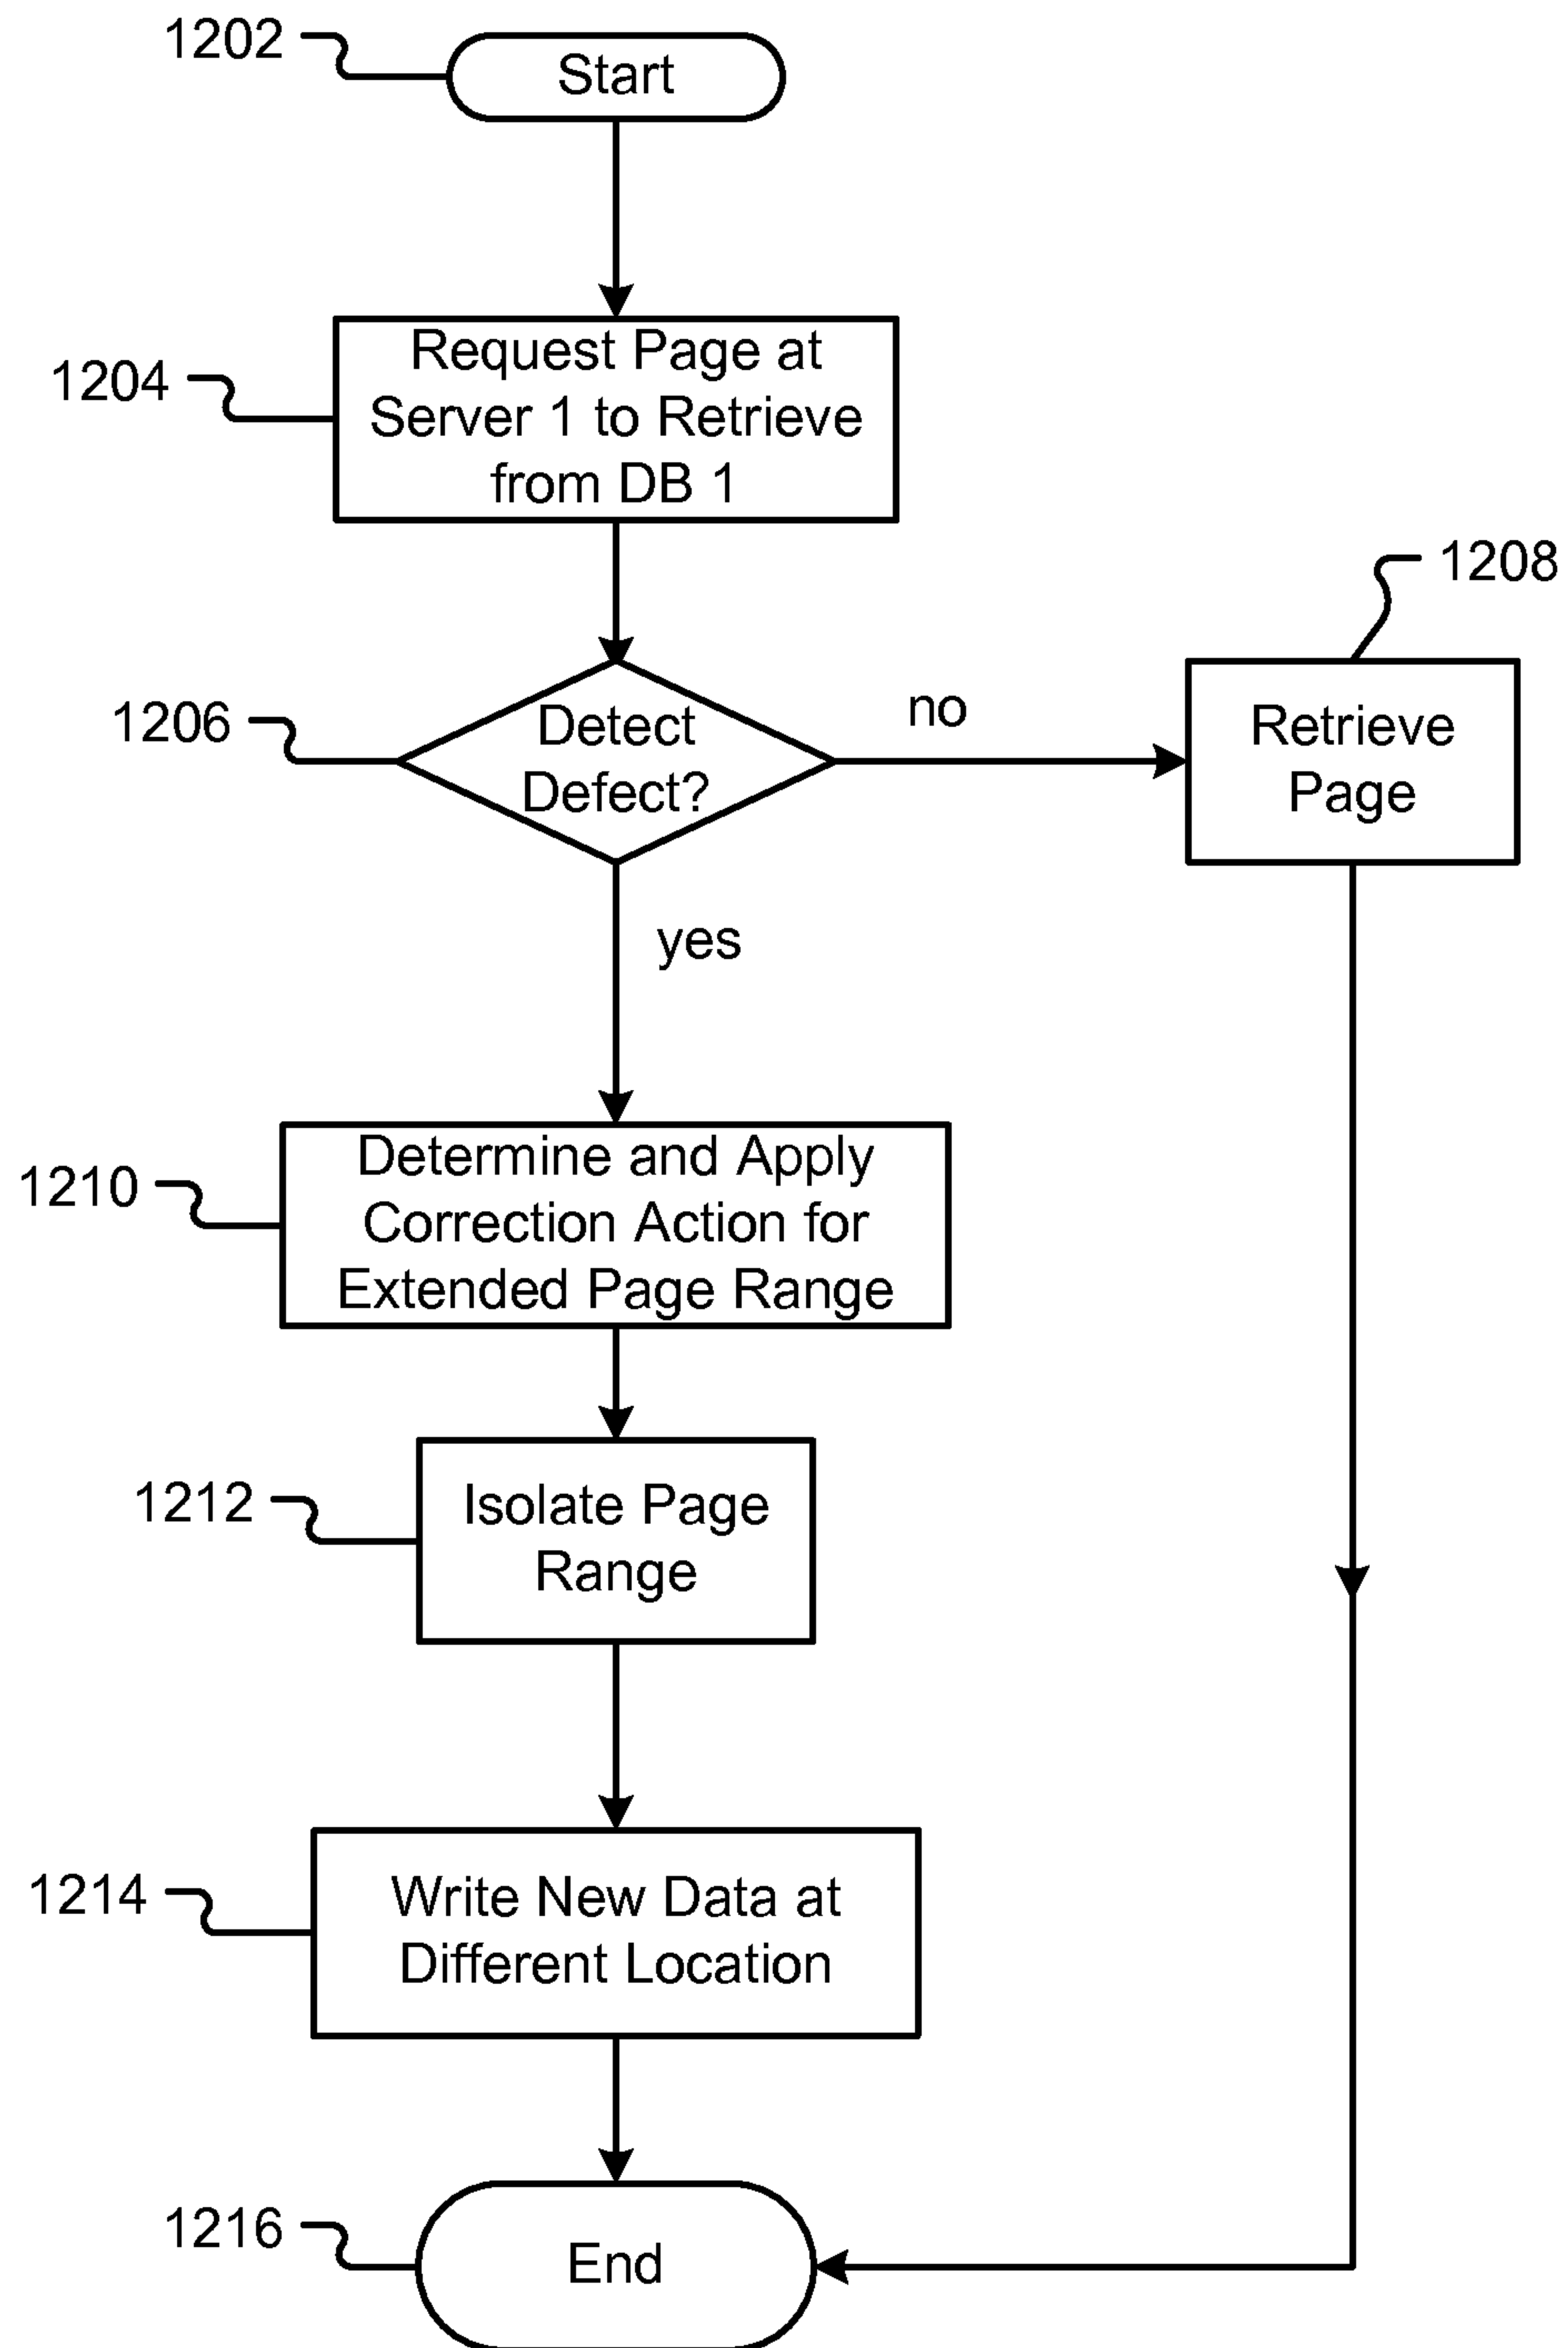 1202
Start
1204
Request Page at
Server 1 to Retrieve
from DB 1
1206
Detect
Defect?
no
1208
Retrieve
Page
yes
1210
Determine and Apply
Correction Action for
Extended Page Range
1212
Isolate Page
Range
1214
Write New Data at
Different Location
1216
End